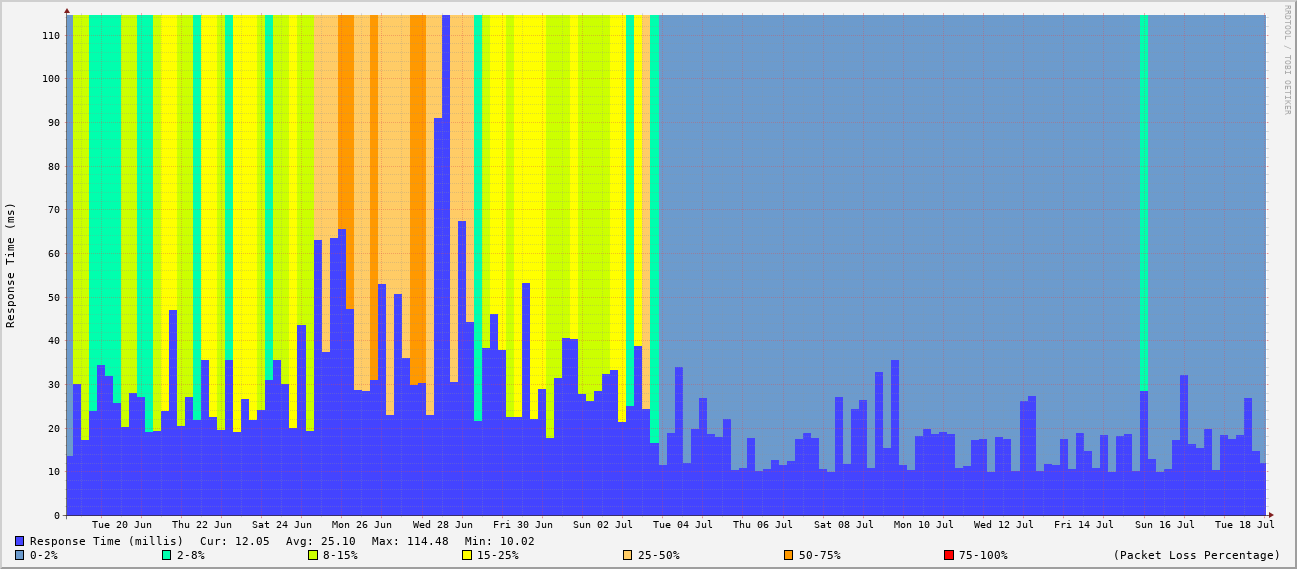 RRDTOOL / TOBI OETIKER
Response Time (ms)
110
100
90
80
70
60
50
40
30
20
10
0
Tue 20 Jun Thu 22 Jun Sat 24 Jun Mon 26 Jun Wed 28 Jun Fri 30 Jun Sun 02 Jul Tue 04 Jul Thu 06 Jul Sat 08 Jul Mon 10 Jul Wed 12 Jul Fri 14 Jul Sun 16 Jul Tue 18 Jul
Response Time (millis) Cur: 12.05 Avg: 25.10 Max: 114.48 Min: 10.02
0-2% 2-8% 8-15% 15-25% 25-50% 50-75% 75-100% (Packet Loss Percentage)